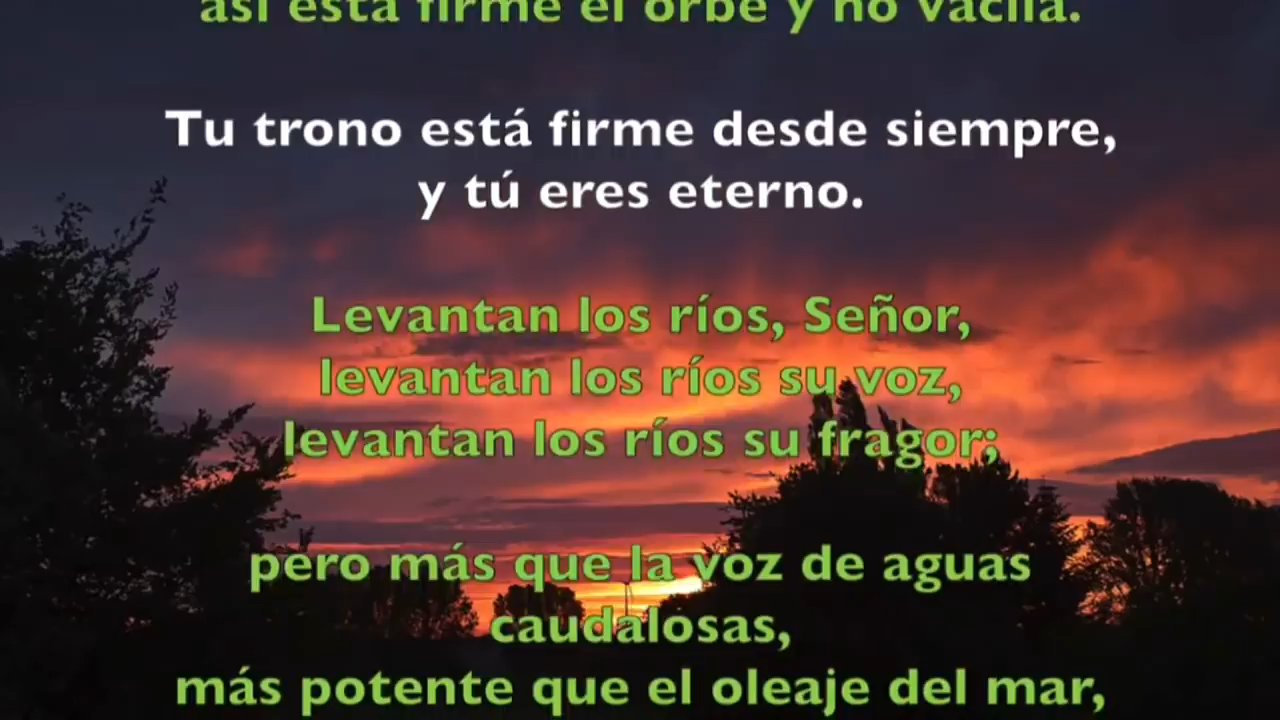 así está firme el orbe y no vacila.
Tu trono está firme desde siempre,
y tú eres eterno.
Levantan los ríos, Señor,
levantan los ríos su voz,
levantan los ríos su fragor;
pero más que la voz de aguas
caudalosas,
más potente que el oleaje del mar,